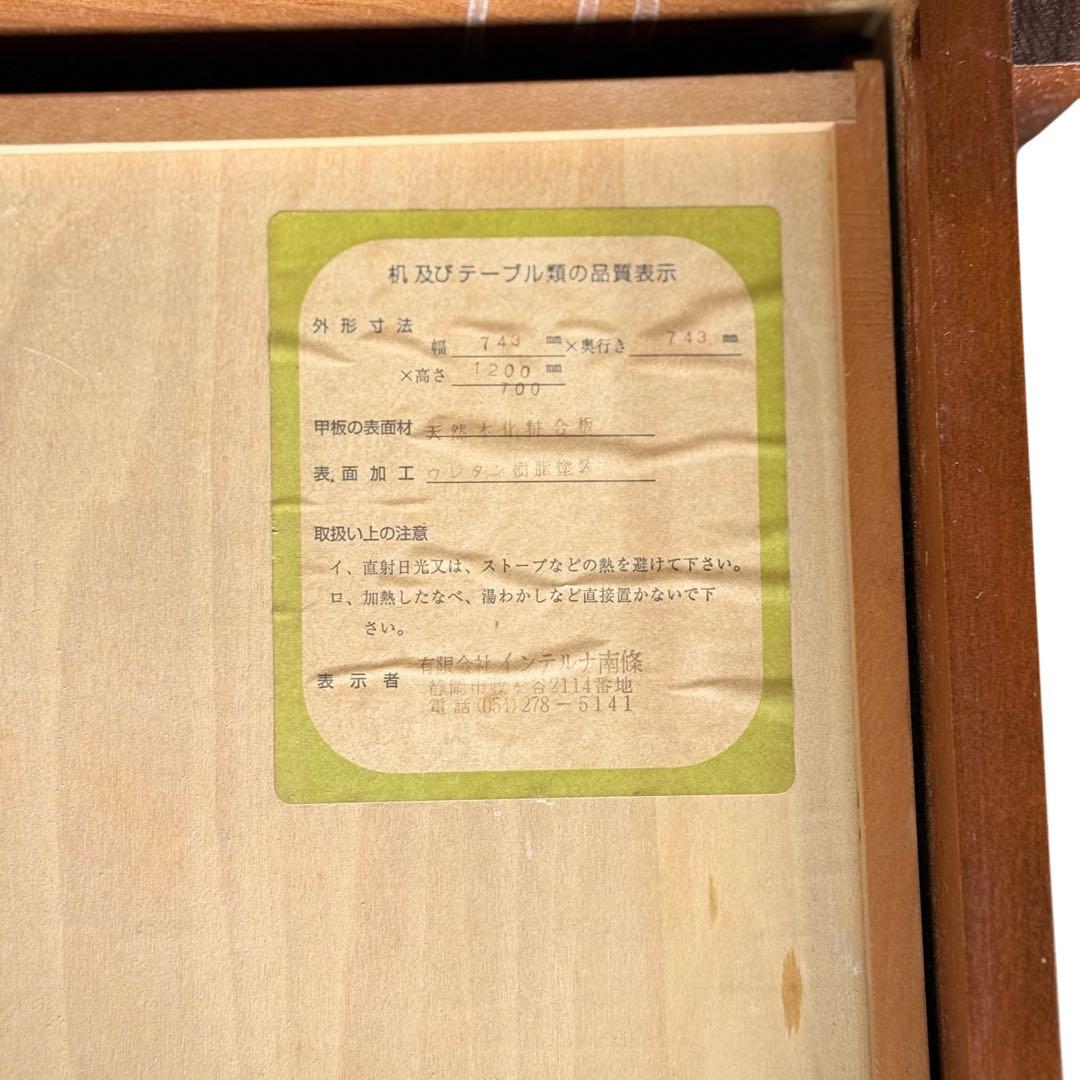 机及びテーブル類の品質表示
外形寸法
幅 743 mm ×奥行き 743 mm
×高さ 1200 mm
700
甲板の表面材 天然木化粧合板
表面加工 ウレタン樹脂塗装
取扱い上の注意
イ、直射日光又は、ストーブなどの熱を避けて下さい。
ロ、加熱したなべ、湯わかしなど直接置かないで下
さい。
表示者 有限会社インテルナ南條
静岡市牧ヶ谷2114番地
電話(054)278-5141